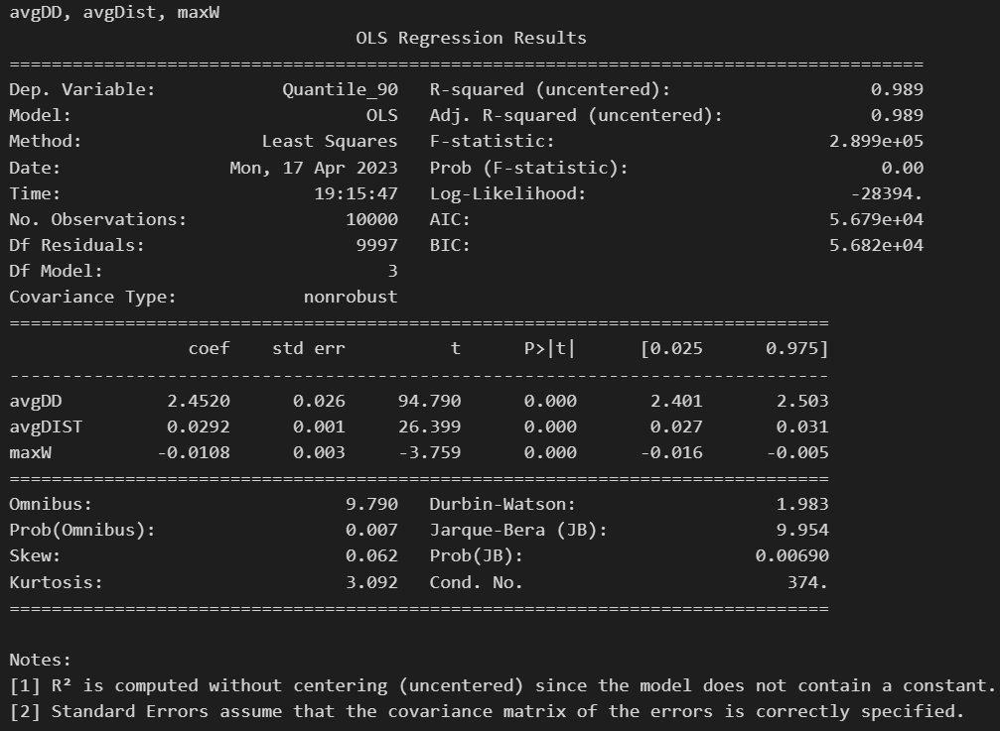 avgDD, avgDist, maxW
OLS Regression Results
=======================================================================================
Dep. Variable: Quantile_90 R-squared (uncentered): 0.989
Model: OLS Adj. R-squared (uncentered): 0.989
Method: Least Squares F-statistic: 2.899e+05
Date: Mon, 17 Apr 2023 Prob (F-statistic): 0.00
Time: 19:15:47 Log-Likelihood: -28394.
No. Observations: 10000 AIC: 5.679e+04
Df Residuals: 9997 BIC: 5.682e+04
Df Model: 3
Covariance Type: nonrobust
==============================================================================
coef std err t P>|t| [0.025 0.975]
------------------------------------------------------------------------------
avgDD 2.4520 0.026 94.790 0.000 2.401 2.503
avgDIST 0.0292 0.001 26.399 0.000 0.027 0.031
maxW -0.0108 0.003 -3.759 0.000 -0.016 -0.005
==============================================================================
Omnibus: 9.790 Durbin-Watson: 1.983
Prob(Omnibus): 0.007 Jarque-Bera (JB): 9.954
Skew: 0.062 Prob(JB): 0.00690
Kurtosis: 3.092 Cond. No. 374.
==============================================================================
Notes:
[1] R² is computed without centering (uncentered) since the model does not contain a constant.
[2] Standard Errors assume that the covariance matrix of the errors is correctly specified.